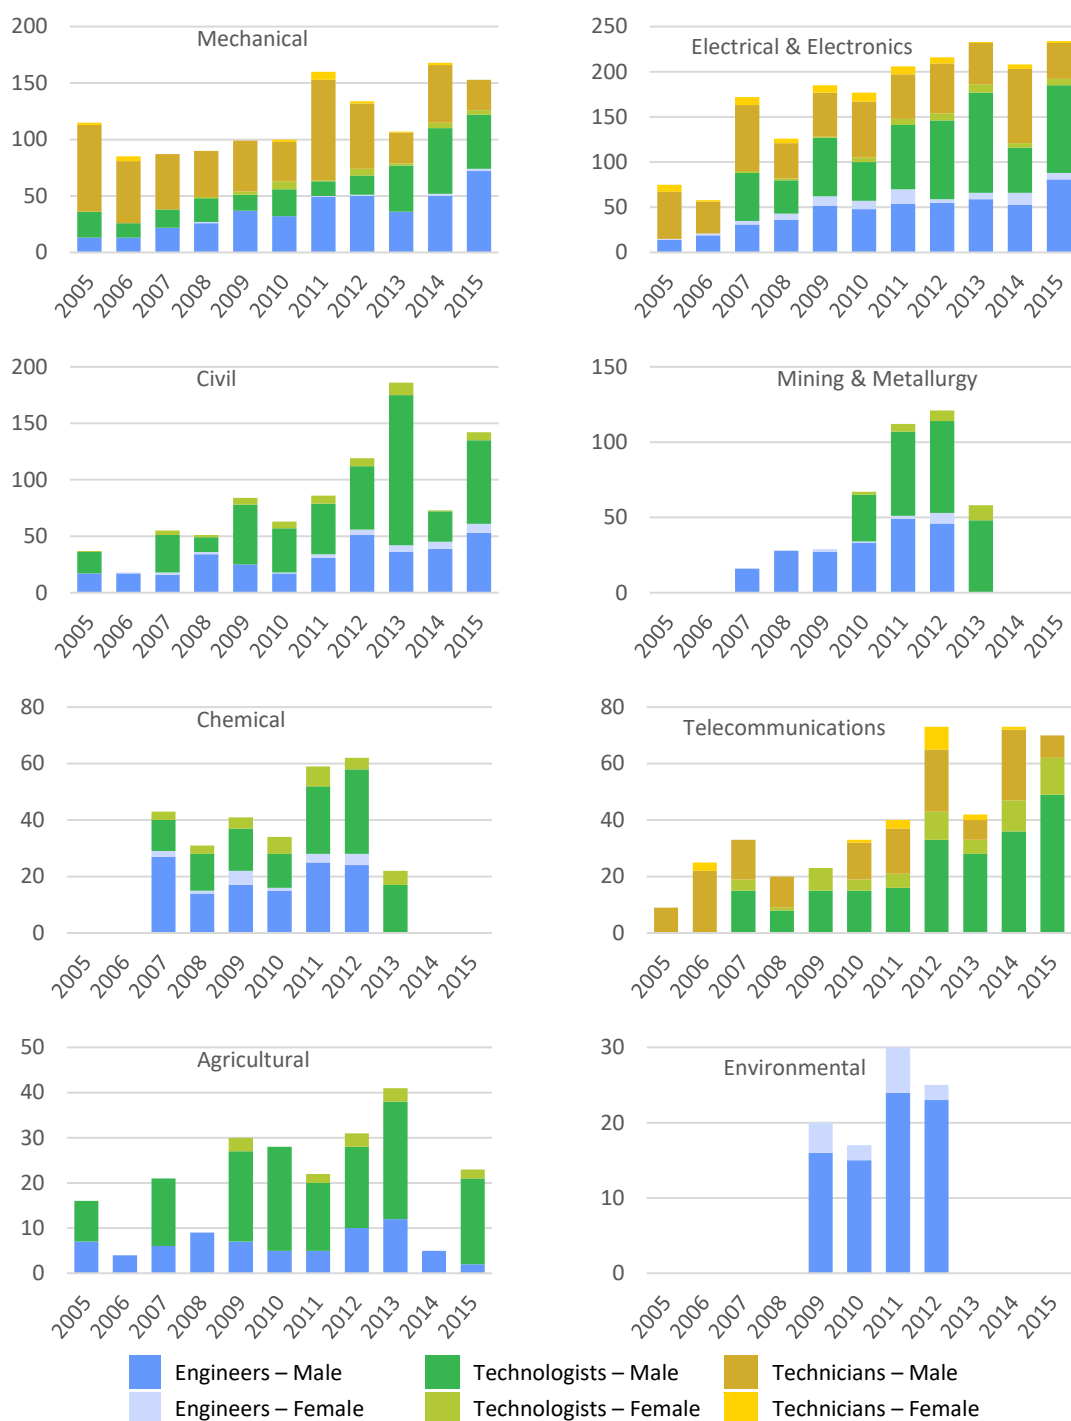 Mechanical
200
150
100
50
0
2005 2006 2007 2008 2009 2010 2011 2012 2013 2014 2015
Electrical & Electronics
250
200
150
100
50
0
2005 2006 2007 2008 2009 2010 2011 2012 2013 2014 2015
Civil
200
150
100
50
0
2005 2006 2007 2008 2009 2010 2011 2012 2013 2014 2015
Mining & Metallurgy
150
100
50
0
2005 2006 2007 2008 2009 2010 2011 2012 2013 2014 2015
Chemical
80
60
40
20
0
2005 2006 2007 2008 2009 2010 2011 2012 2013 2014 2015
Telecommunications
80
60
40
20
0
2005 2006 2007 2008 2009 2010 2011 2012 2013 2014 2015
Agricultural
50
40
30
20
10
0
2005 2006 2007 2008 2009 2010 2011 2012 2013 2014 2015
Environmental
30
20
10
0
2005 2006 2007 2008 2009 2010 2011 2012 2013 2014 2015
Engineers – Male
Technologists – Male
Technicians – Male
Engineers – Female
Technologists – Female
Technicians – Female